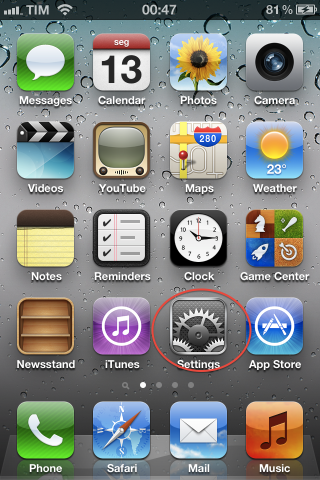 TIM 00:47 81%
seg
13
280
23°
Messages Calendar Photos Camera
Videos YouTube Maps Weather
Notes Reminders Clock Game Center
Newsstand iTunes Settings App Store
Phone Safari Mail Music